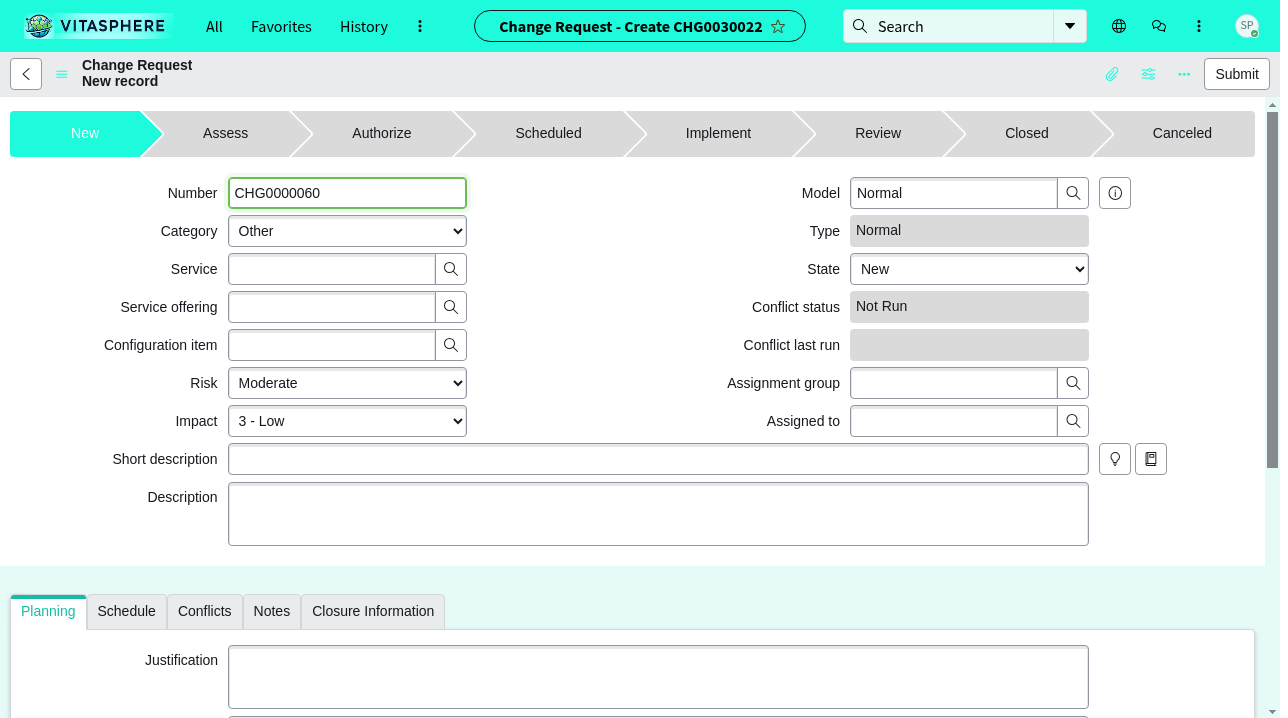 VITASPHERE
All
Favorites
History
Change Request - Create CHG0030022
Search
SP
Change Request
New record
Submit
New
Assess
Authorize
Scheduled
Implement
Review
Closed
Canceled
Number
CHG0000060
Model
Normal
Category
Other
Type
Normal
Service
State
New
Service offering
Conflict status
Not Run
Configuration item
Conflict last run
Risk
Moderate
Assignment group
Impact
3 - Low
Assigned to
Short description
Description
Planning
Schedule
Conflicts
Notes
Closure Information
Justification